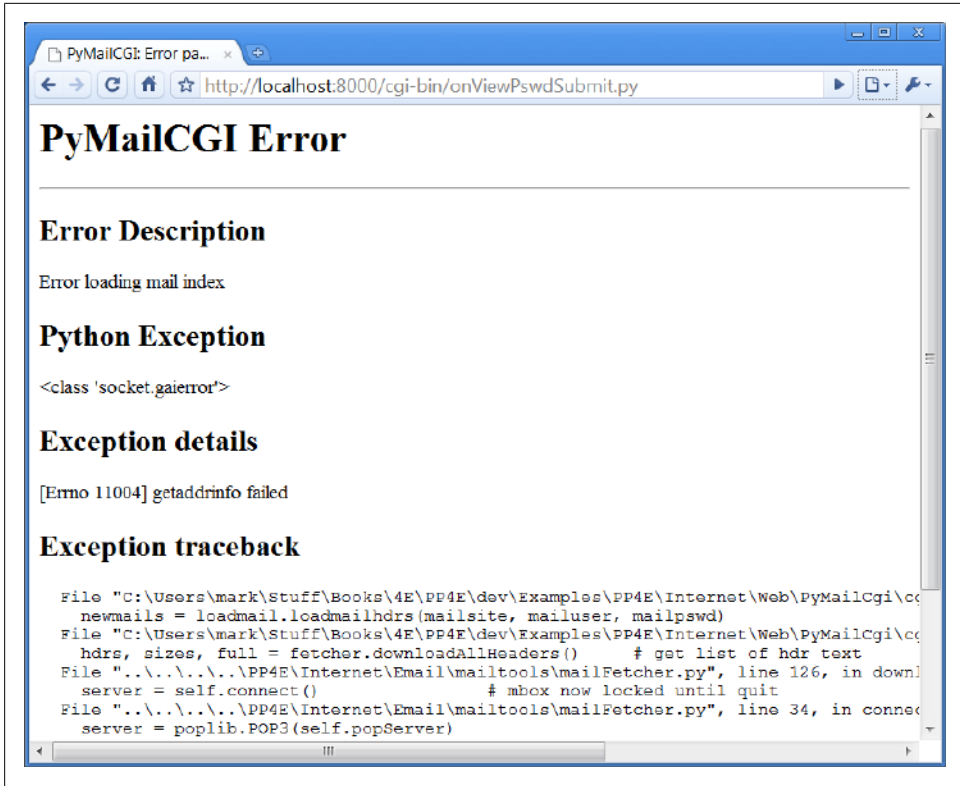 PyMailCGI: Error pa...
http://localhost:8000/cgi-bin/onViewPswdSubmit.py
PyMailCGI Error
Error Description
Error loading mail index
Python Exception
<class 'socket.gaierror'>
Exception details
[Errno 11004] getaddrinfo failed
Exception traceback
File "C:\Users\mark\Stuff\Books\4E\PP4E\dev\Examples\PP4E\Internet\Web\PyMailCgi\cg
newmails = loadmail.loadmailhdrs(mailsite, mailuser, mailpswd)
File "C:\Users\mark\Stuff\Books\4E\PP4E\dev\Examples\PP4E\Internet\Web\PyMailCgi\cg
hdrs, sizes, full = fetcher.downloadAllHeaders() # get list of hdr text
File "..\..\..\..\PP4E\Internet\Email\mailtools\mailFetcher.py", line 126, in downl
server = self.connect() # mbox now locked until quit
File "..\..\..\..\PP4E\Internet\Email\mailtools\mailFetcher.py", line 34, in connec
server = poplib.POP3(self.popServer)